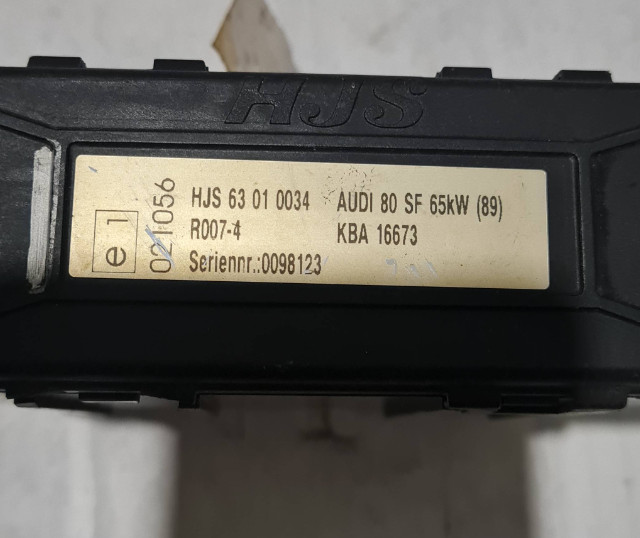 HJS
HJS 63 01 0034 AUDI 80 SF 65kW (89)
R007-4 KBA 16673
Seriennr.:0098123
e1
021056